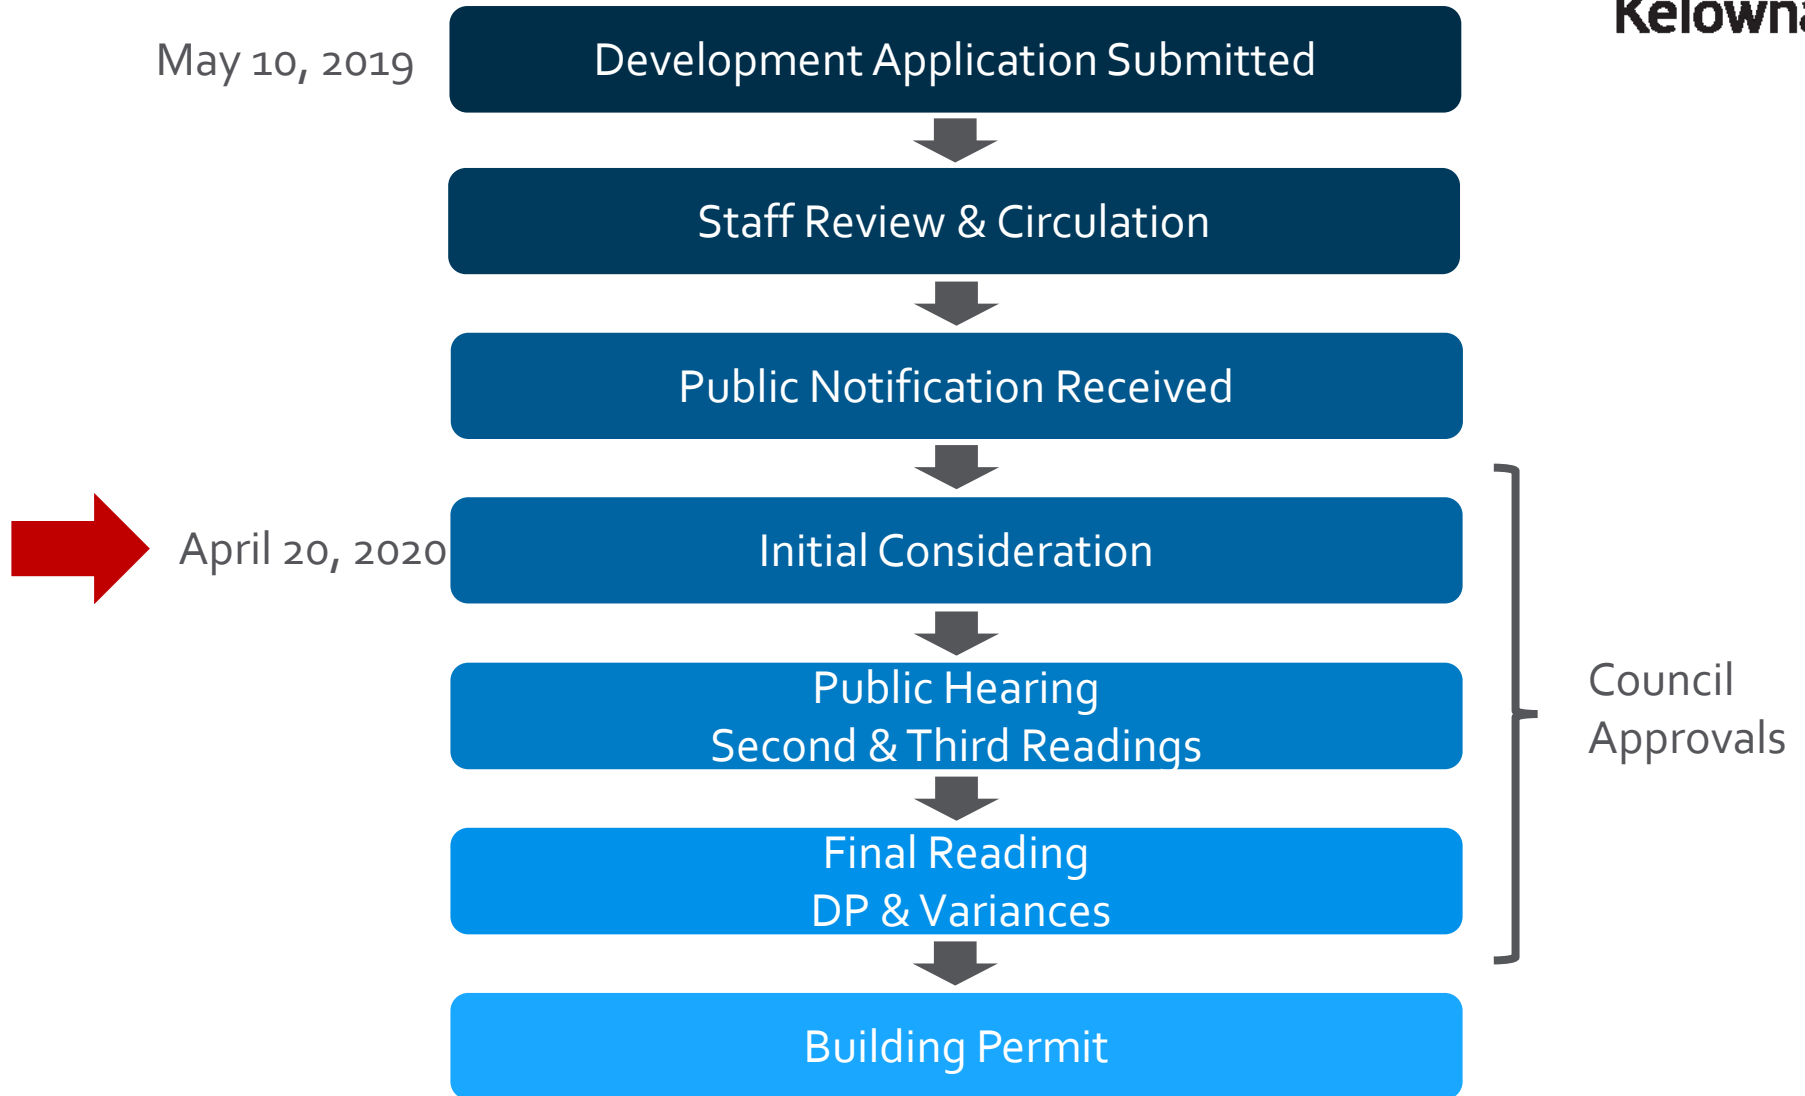 Kelowna
May 10, 2019
Development Application Submitted
Staff Review & Circulation
Public Notification Received
April 20, 2020
Initial Consideration
Public Hearing
Second & Third Readings
Council
Approvals
Final Reading
DP & Variances
Building Permit